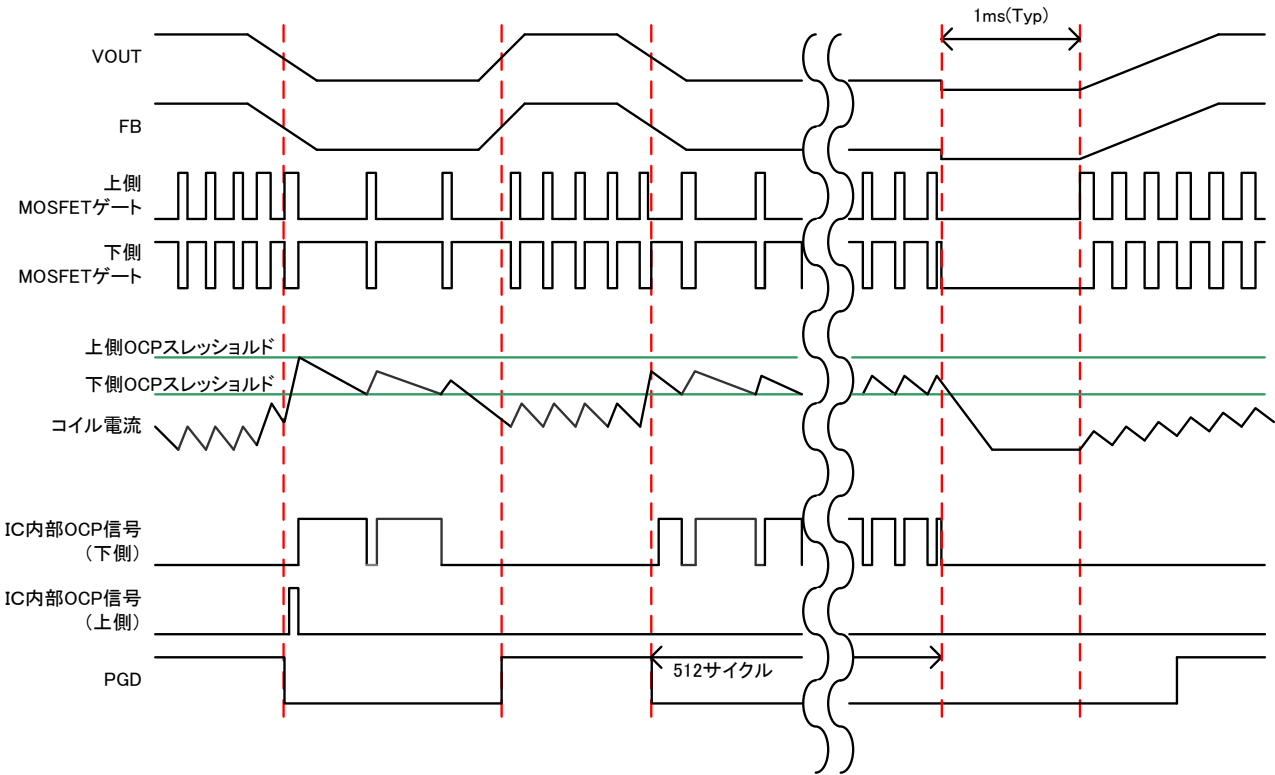 1ms(Typ)
VOUT
FB
上側
MOSFETゲート
下側
MOSFETゲート
上側OCPスレッショルド
下側OCPスレッショルド
コイル電流
IC内部OCP信号
(下側)
IC内部OCP信号
(上側)
PGD
512サイクル